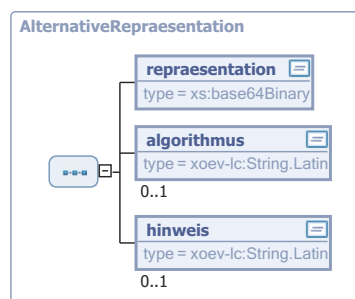 AlternativeRepraesentation
repraesentation
type = xs:base64Binary
algorithmus
type = xoev-lc:String.Latin
0..1
hinweis
type = xoev-lc:String.Latin
0..1